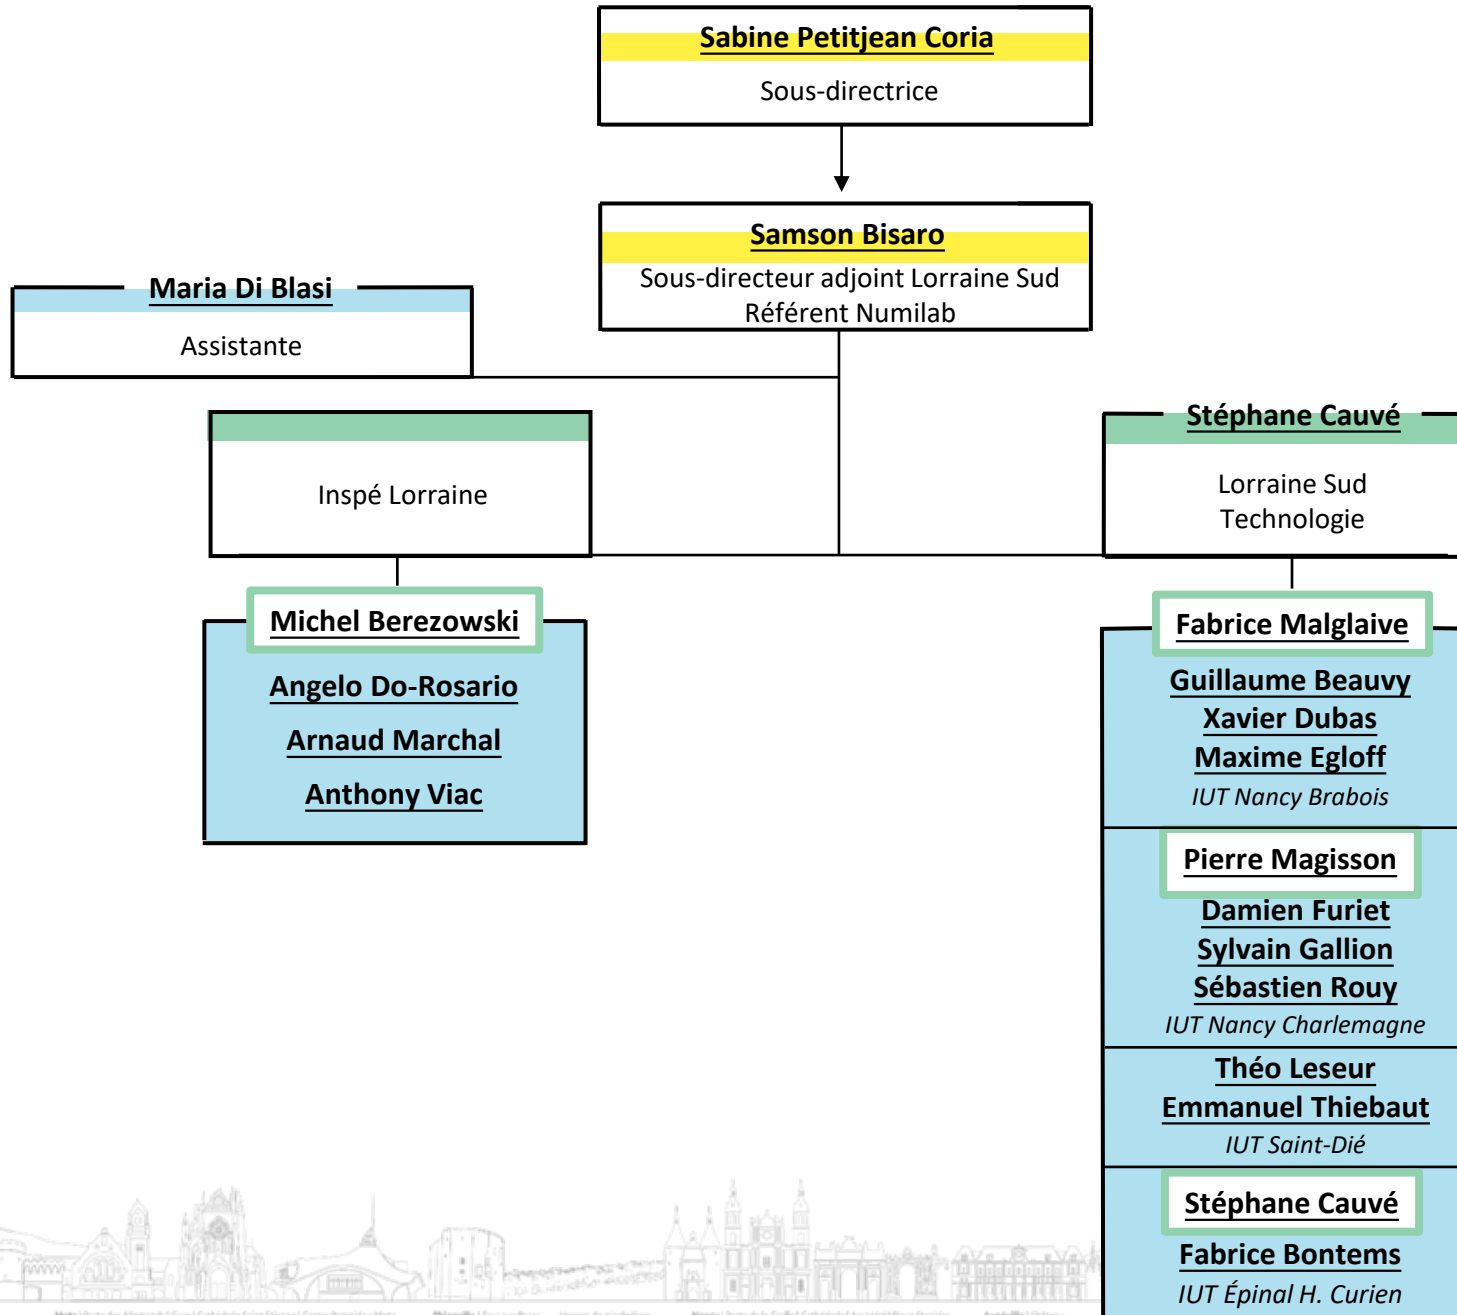 Sabine Petitjean Coria
Sous-directrice
Samson Bisaro
Sous-directeur adjoint Lorraine Sud
Référent Numilab
Maria Di Blasi
Assistante
Inspé Lorraine
Stéphane Cauvé
Lorraine Sud
Technologie
Michel Berezowski
Angelo Do-Rosario
Arnaud Marchal
Anthony Viac
Fabrice Malglaive
Guillaume Beauvy
Xavier Dubas
Maxime Egloff
IUT Nancy Brabois
Pierre Magisson
Damien Furiet
Sylvain Gallion
Sébastien Rouy
IUT Nancy Charlemagne
Théo Leseur
Emmanuel Thiebaut
IUT Saint-Dié
Stéphane Cauvé
Fabrice Bontems
IUT Épinal H. Curien